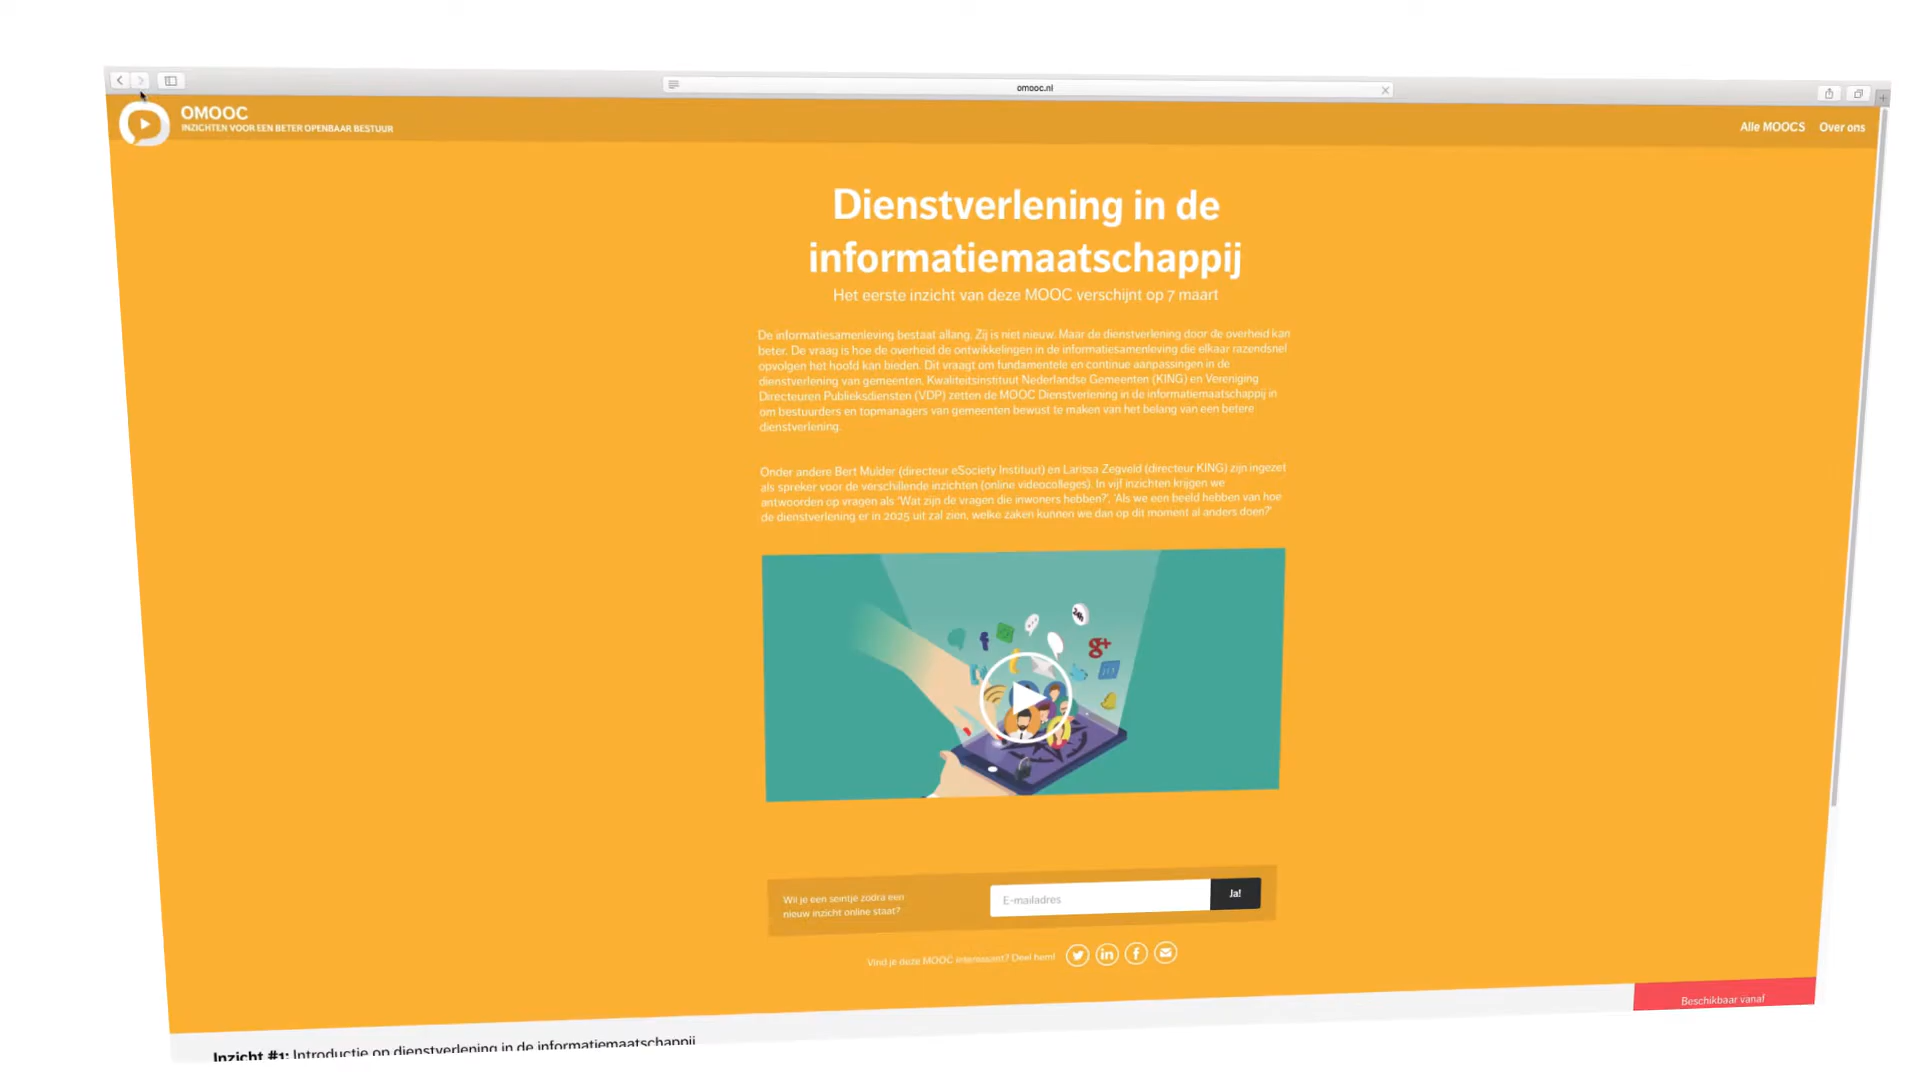 omooc.nl
OMOOC
INZICHTEN VOOR EEN BETER OPENBAAR BESTUUR
Alle MOOCS Over ons
Dienstverlening in de
informatiemaatschappij
Het eerste inzicht van deze MOOC verschijnt op 7 maart
De informatiesamenleving bestaat allang. Zij is niet nieuw. Maar de dienstverlening door de overheid kan
beter. De vraag is hoe de overheid de ontwikkelingen in de informatiesamenleving die elkaar razendsnel
opvolgen het hoofd kan bieden. Dit vraagt om fundamentele en continue aanpassingen in de
dienstverlening van gemeenten. Kwaliteitsinstituut Nederlandse Gemeenten (KING) en Vereniging
Directeuren Publieksdiensten (VDP) zetten de MOOC Dienstverlening in de informatiemaatschappij in
om bestuurders en topmanagers van gemeenten bewust te maken van het belang van een betere
dienstverlening.
Onder andere Bert Mulder (directeur eSociety Instituut) en Larissa Zegveld (directeur KING) zijn ingezet
als spreker voor de verschillende inzichten (online videocolleges). In vijf inzichten krijgen we
antwoorden op vragen als 'Wat zijn de vragen die inwoners hebben?', 'Als we een beeld hebben van hoe
de dienstverlening er in 2025 uit zal zien, welke zaken kunnen we dan op dit moment al anders doen?'
Wil je een seintje zodra een
nieuw inzicht online staat?
E-mailadres
Ja!
Vind je deze MOOC interessant? Deel hem!
Beschikbaar vanaf
Inzicht #1: Introductie op dienstverlening in de informatiemaatschappij